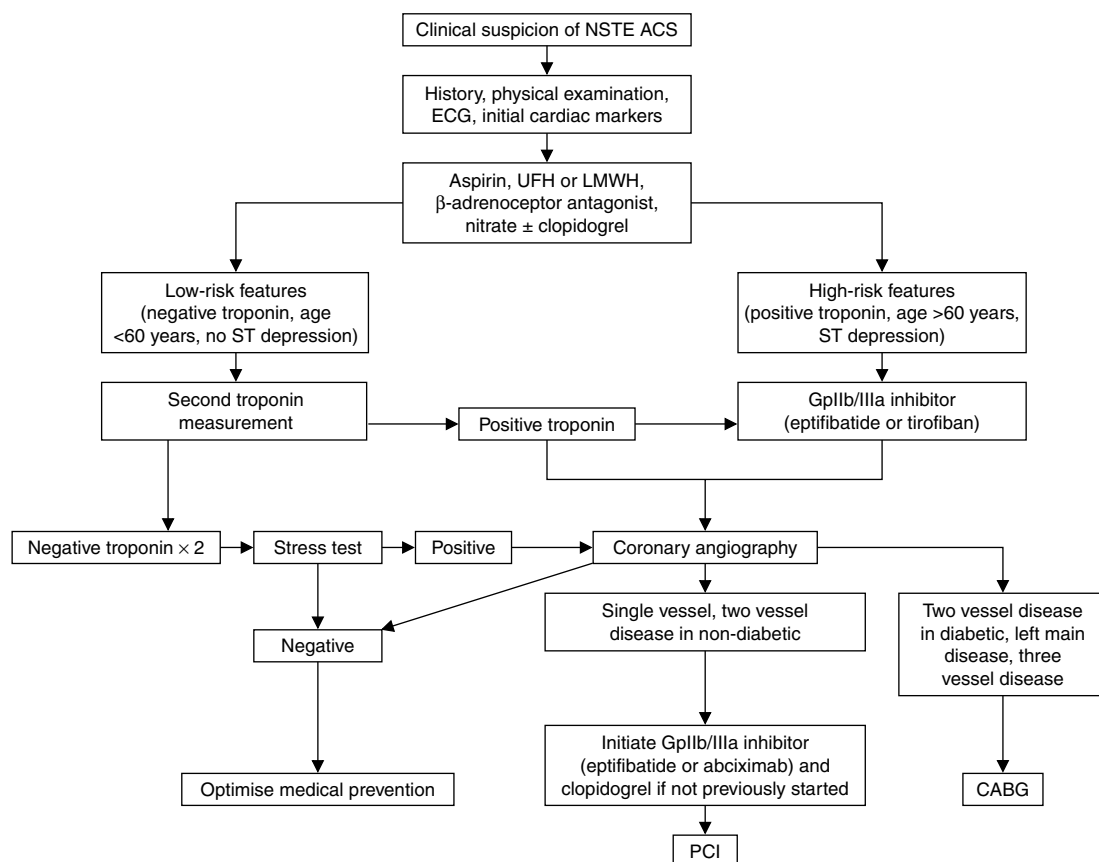 Clinical suspicion of NSTE ACS
History, physical examination,
ECG, initial cardiac markers
Aspirin, UFH or LMWH,
β-adrenoceptor antagonist,
nitrate ± clopidogrel
Low-risk features
(negative troponin, age
<60 years, no ST depression)
High-risk features
(positive troponin, age >60 years,
ST depression)
Second troponin
measurement
Positive troponin
GpIIb/IIIa inhibitor
(eptifibatide or tirofiban)
Negative troponin × 2
Stress test
Positive
Coronary angiography
Negative
Single vessel, two vessel
disease in non-diabetic
Two vessel disease
in diabetic, left main
disease, three
vessel disease
Optimise medical prevention
Initiate GpIIb/IIIa inhibitor
(eptifibatide or abciximab) and
clopidogrel if not previously started
CABG
PCI